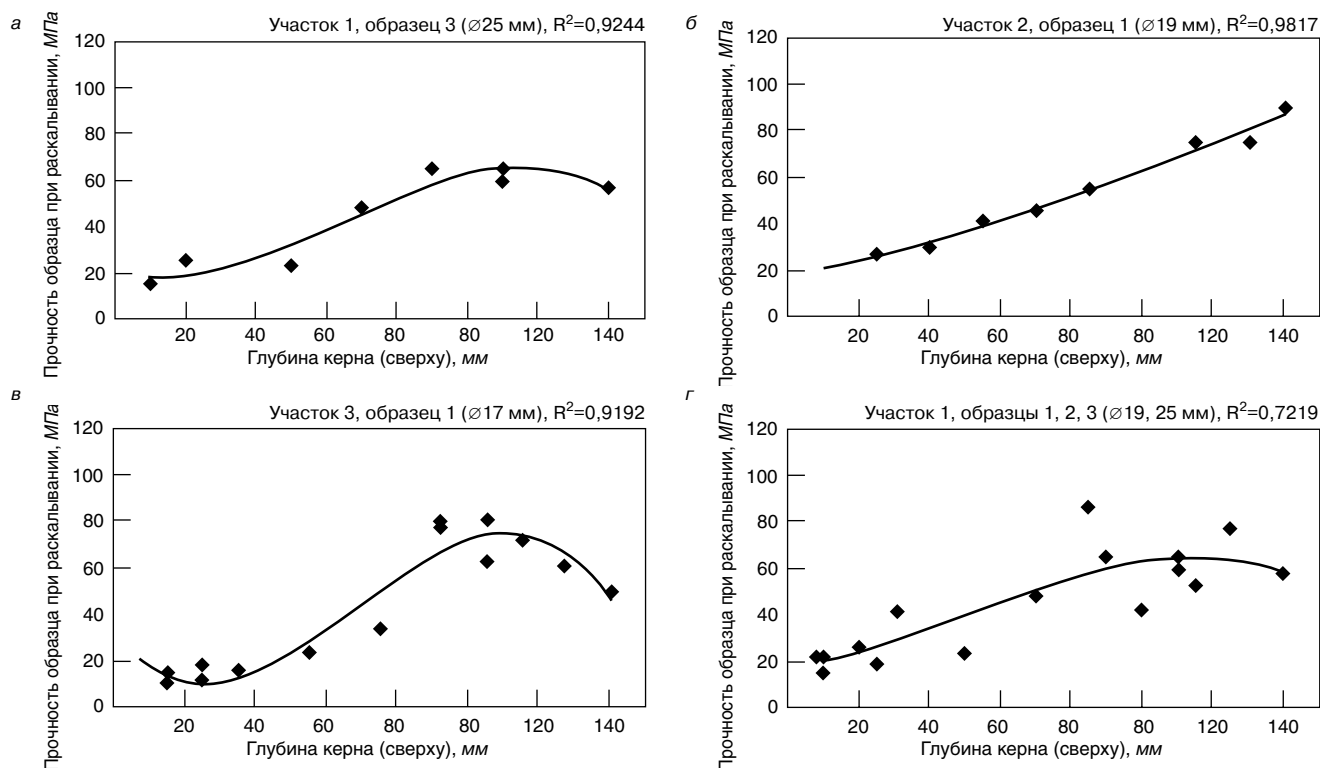 а
Участок 1, образец 3 (∅25 мм), R²=0,9244
Прочность образца при раскалывании, МПа
120
100
80
60
40
20
0
20 40 60 80 100 120 140
Глубина керна (сверху), мм
б
Участок 2, образец 1 (∅19 мм), R²=0,9817
Прочность образца при раскалывании, МПа
120
100
80
60
40
20
0
20 40 60 80 100 120 140
Глубина керна (сверху), мм
в
Участок 3, образец 1 (∅17 мм), R²=0,9192
Прочность образца при раскалывании, МПа
120
100
80
60
40
20
0
20 40 60 80 100 120 140
Глубина керна (сверху), мм
г
Участок 1, образцы 1, 2, 3 (∅19, 25 мм), R²=0,7219
Прочность образца при раскалывании, МПа
120
100
80
60
40
20
0
20 40 60 80 100 120 140
Глубина керна (сверху), мм